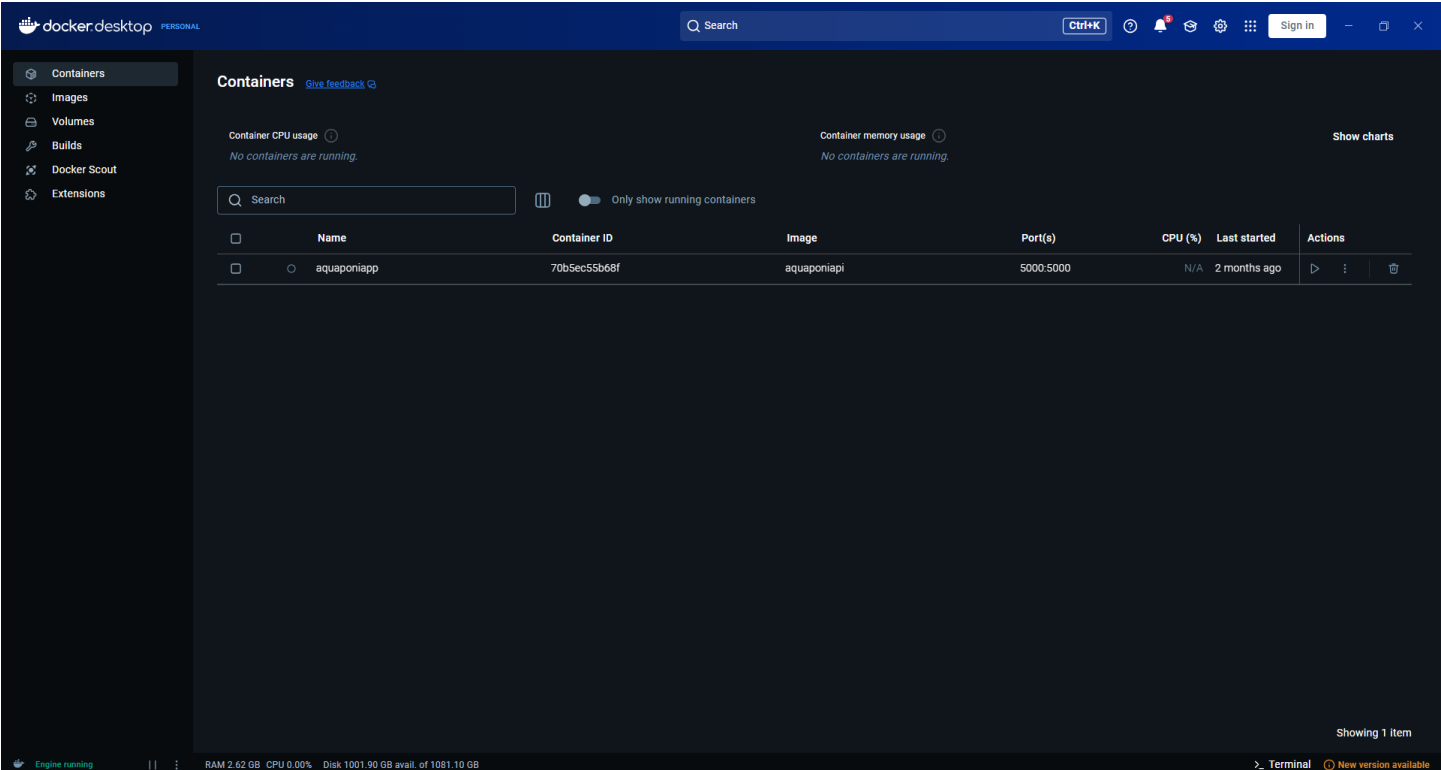 docker.desktop PERSONAL
Search
Ctrl+K
5
Sign in
Containers
Images
Volumes
Builds
Docker Scout
Extensions
Containers Give feedback
Container CPU usage
No containers are running.
Container memory usage
No containers are running.
Show charts
Search
Only show running containers
Name Container ID Image Port(s) CPU (%) Last started Actions
aquaponiapp 70b5ec55b68f aquaponiapi 5000:5000 N/A 2 months ago
Showing 1 item
Engine running RAM 2.62 GB CPU 0.00% Disk 1001.90 GB avail. of 1081.10 GB >_ Terminal New version available